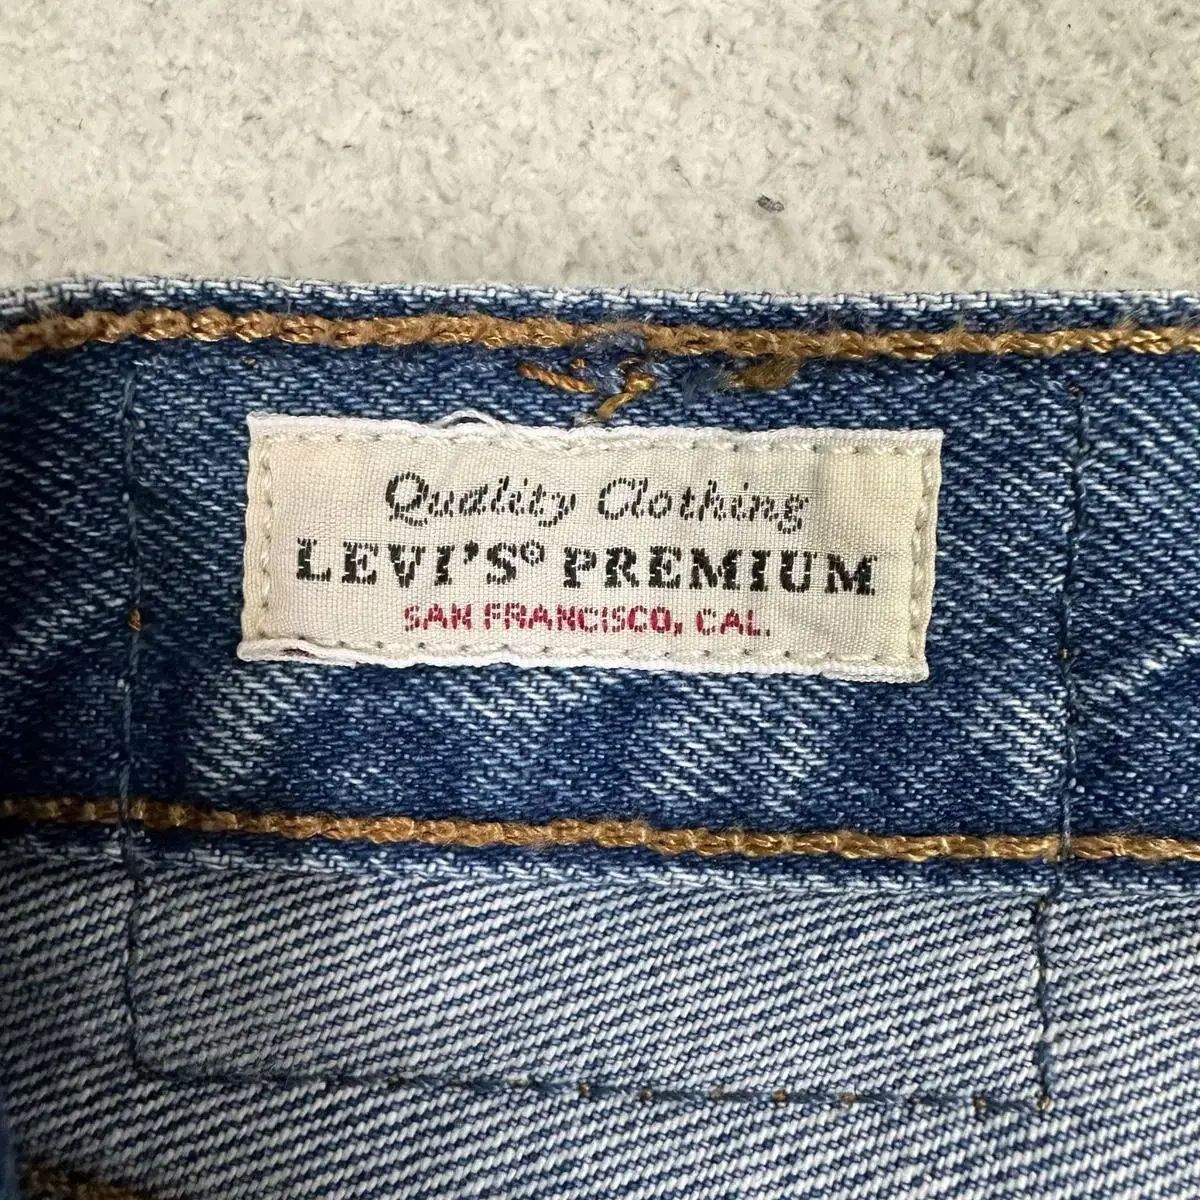 Quality Clothing
LEVI'S® PREMIUM
SAN FRANCISCO, CAL.